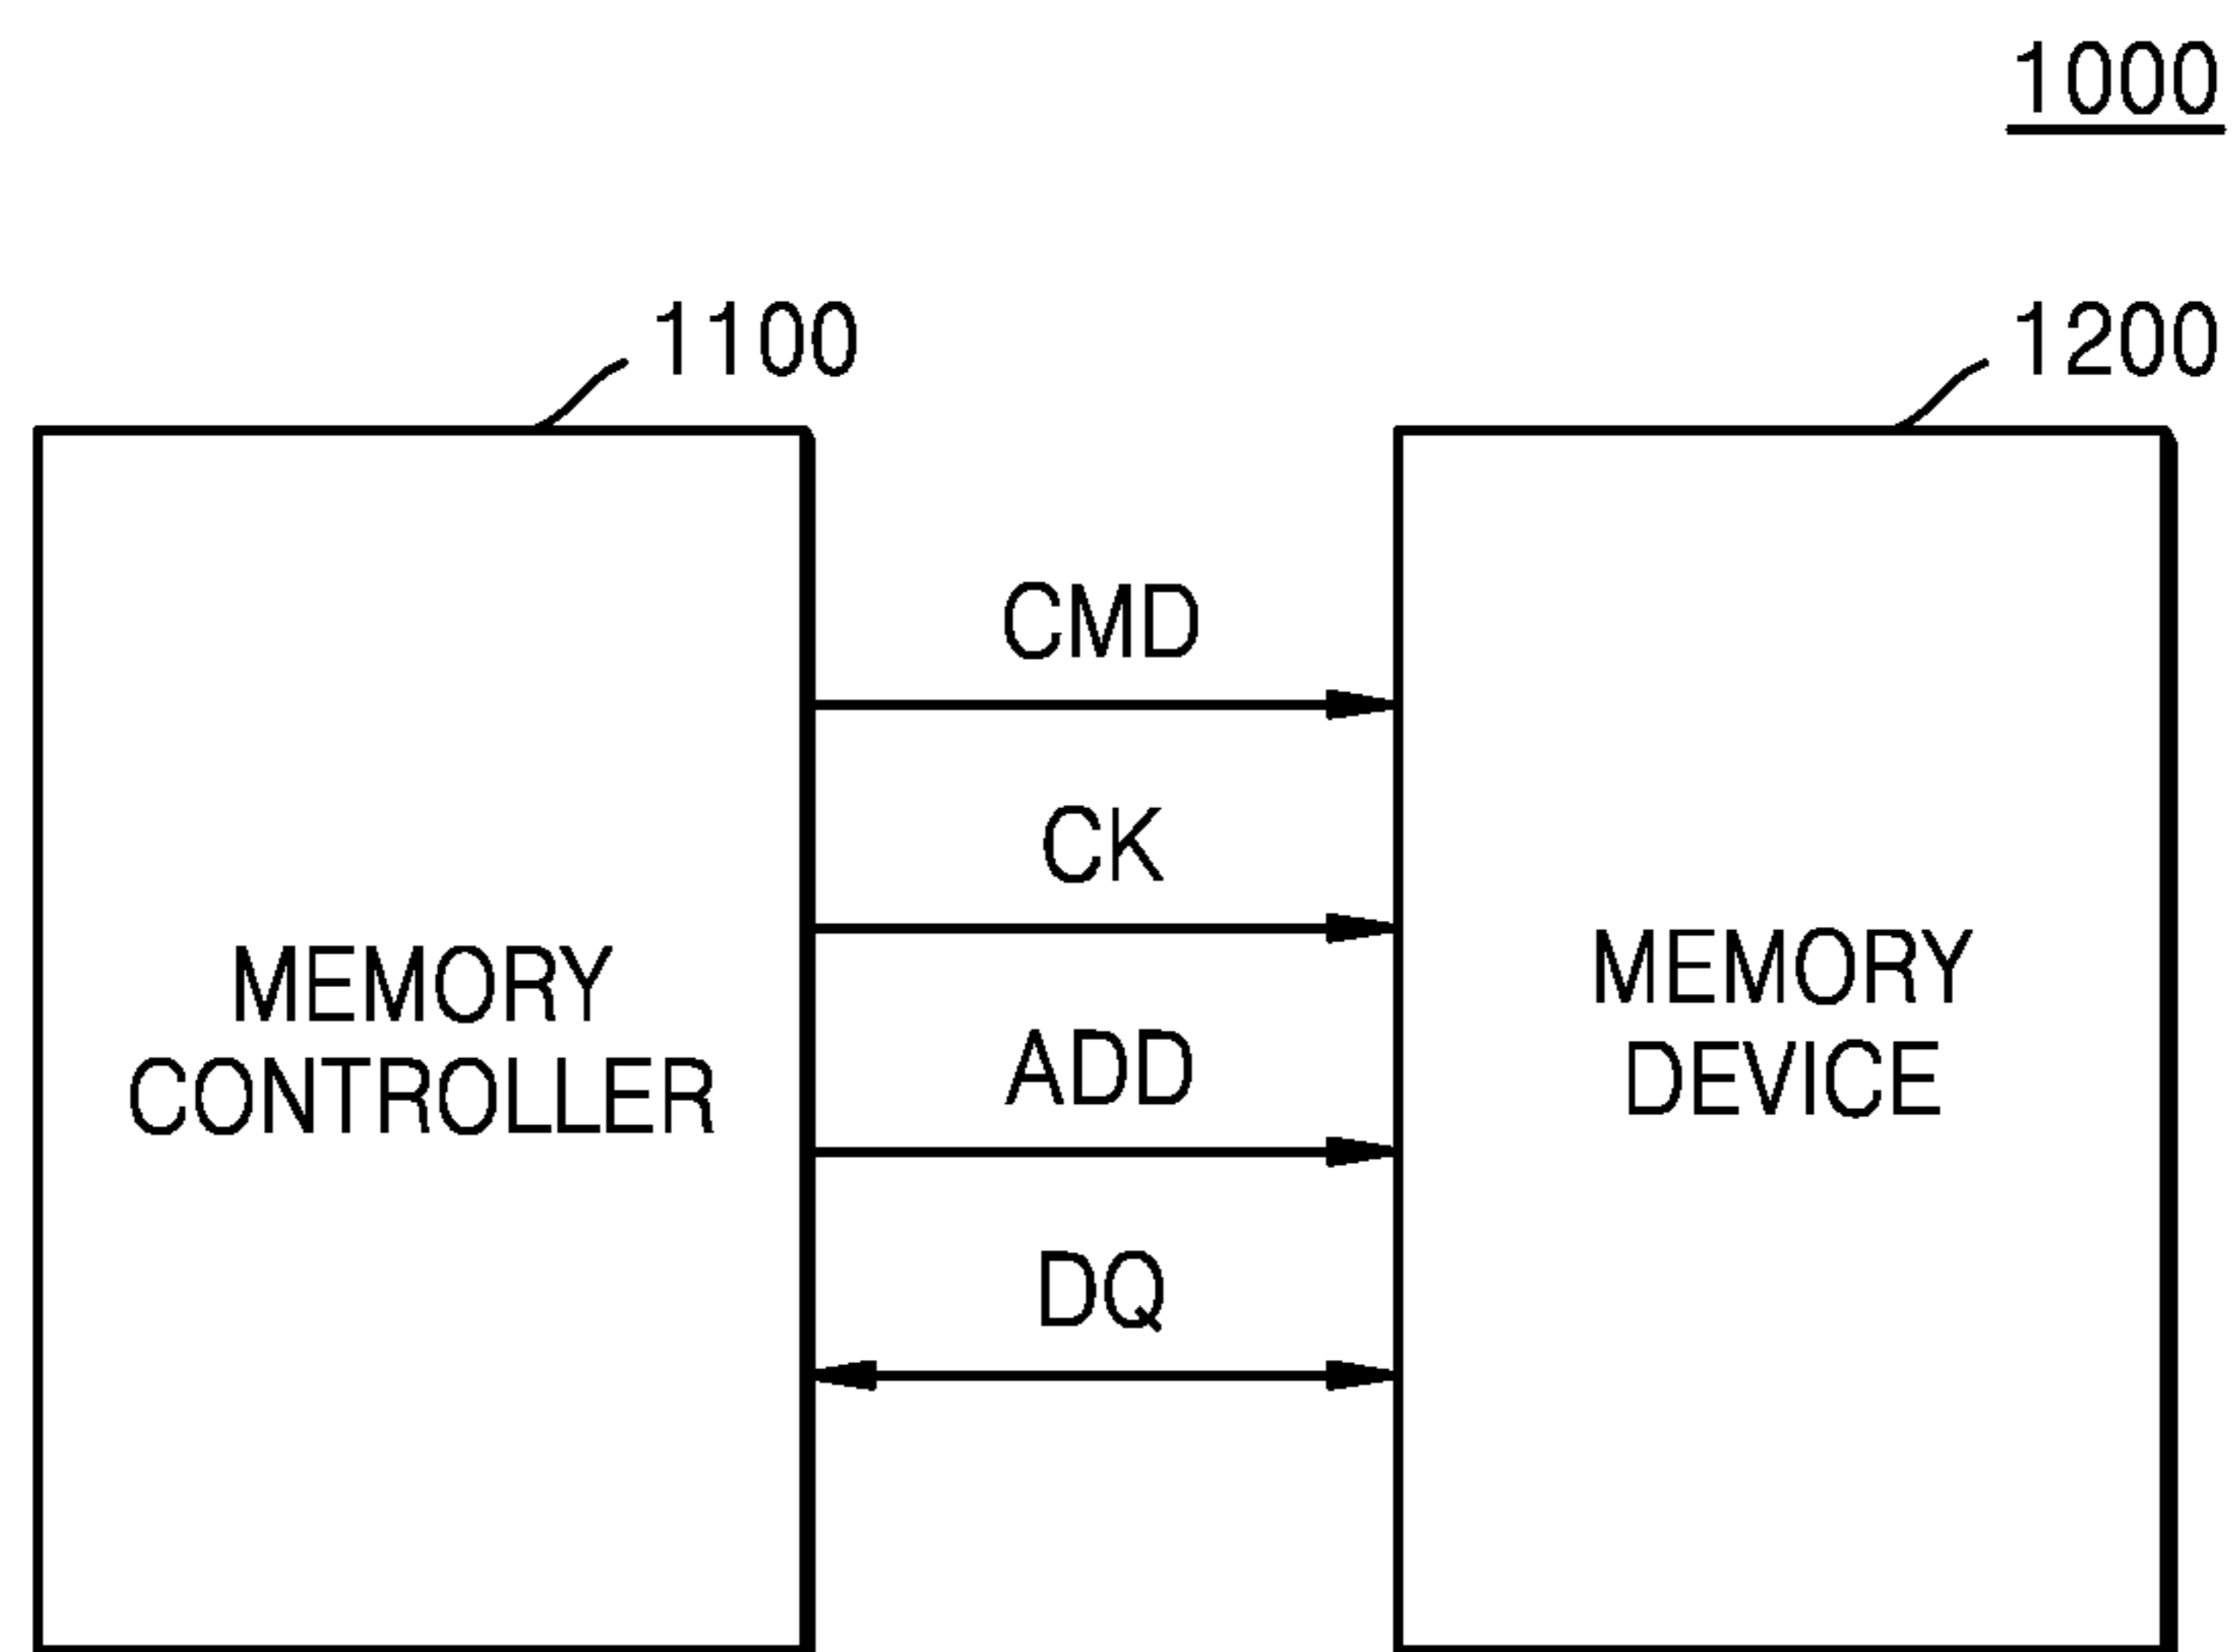 1000
1100
1200
CMD
CK
ADD
DQ
MEMORY
CONTROLLER
MEMORY
DEVICE